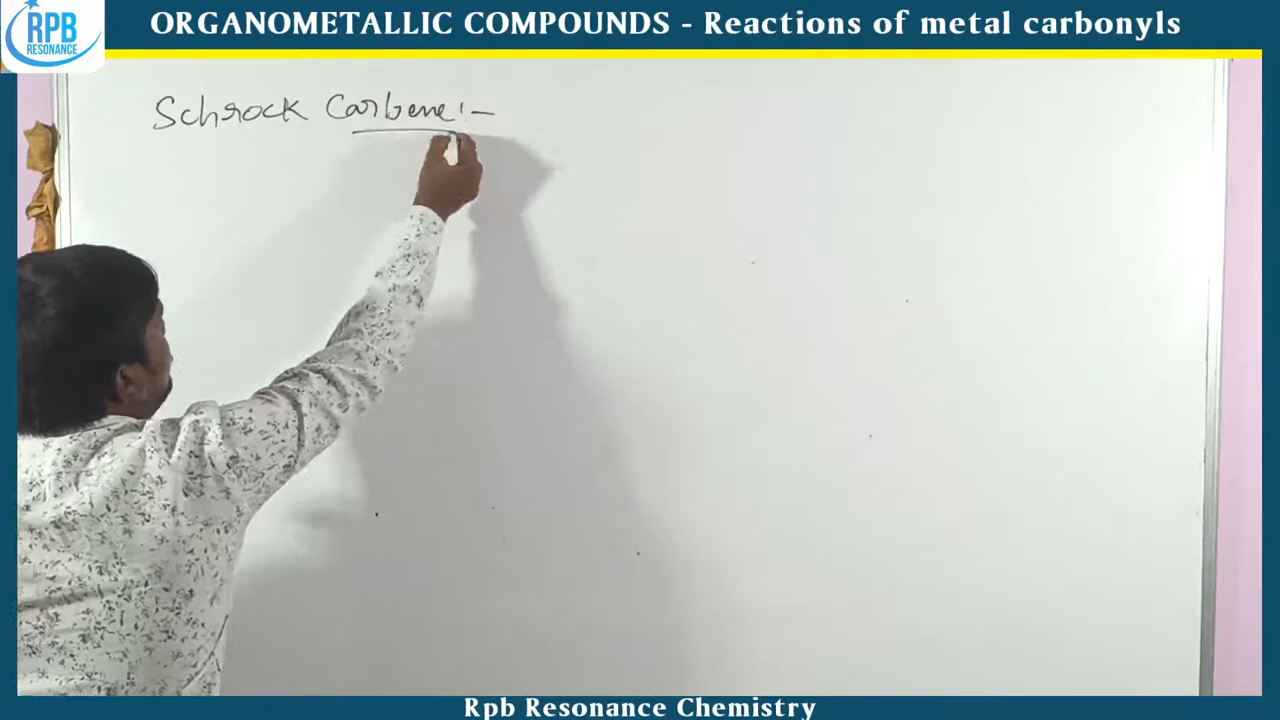 RPB
RESONANCE
ORGANOMETALLIC COMPOUNDS - Reactions of metal carbonyls
Schrock Carbene :-
Rpb Resonance Chemistry